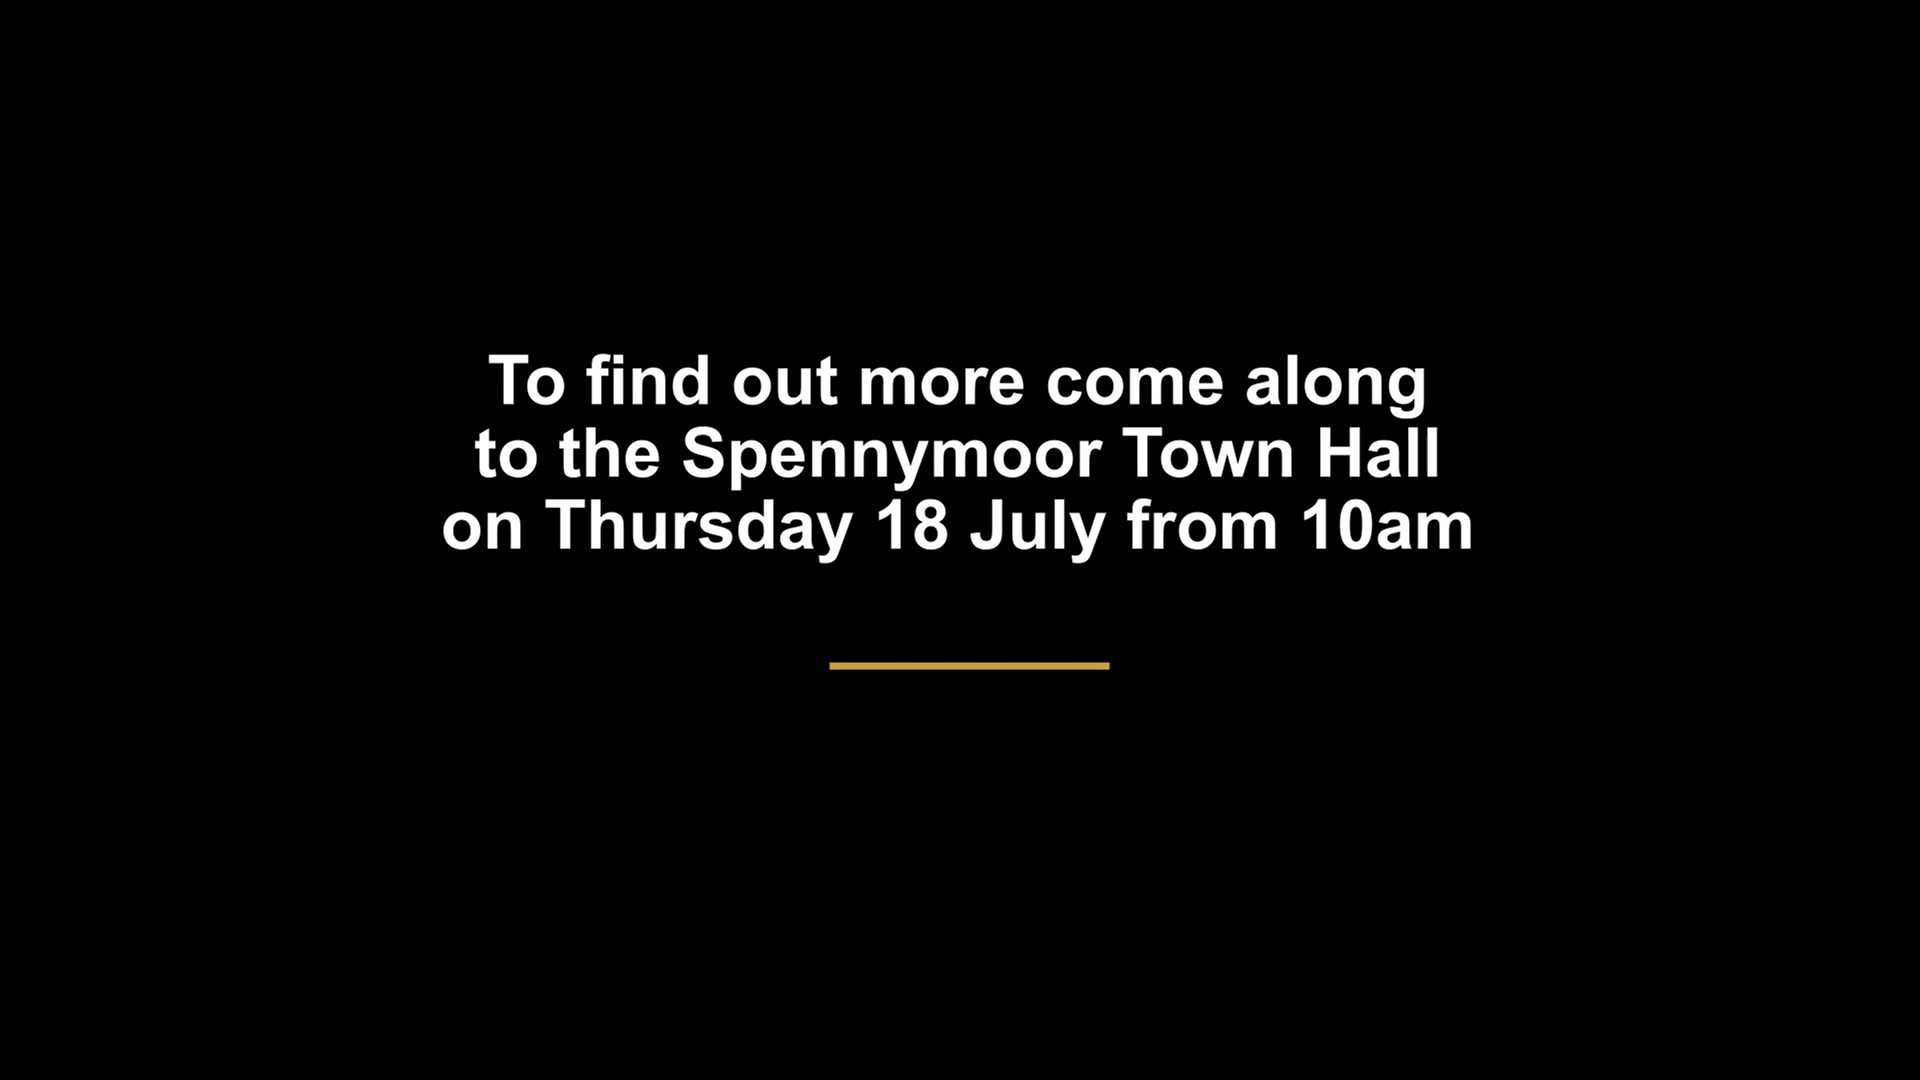 To find out more come along
to the Spennymoor Town Hall
on Thursday 18 July from 10am